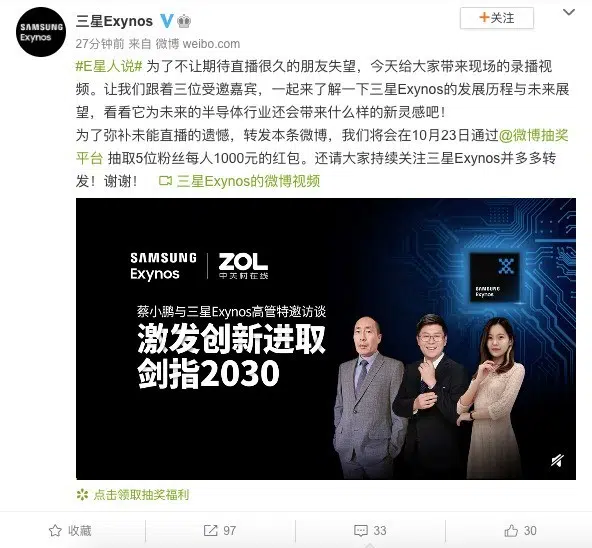 SAMSUNG
Exynos
三星Exynos
+关注
27分钟前 来自 微博 weibo.com
#E星人说# 为了不让期待直播很久的朋友失望，今天给大家带来现场的录播视
频。让我们跟着三位受邀嘉宾，一起来了解一下三星Exynos的发展历程与未来展
望，看看它为未来的半导体行业还会带来什么样的新灵感吧！
为了弥补未能直播的遗憾，转发本条微博，我们将会在10月23日通过@微博抽奖
平台 抽取5位粉丝每人1000元的红包。还请大家持续关注三星Exynos并多多转
发！谢谢！ 三星Exynos的微博视频
SAMSUNG
Exynos
ZOL
中关村在线
SAMSUNG
Exynos
蔡小鹏与三星Exynos高管特邀访谈
激发创新进取
剑指2030
点击领取抽奖福利
收藏
97
33
30